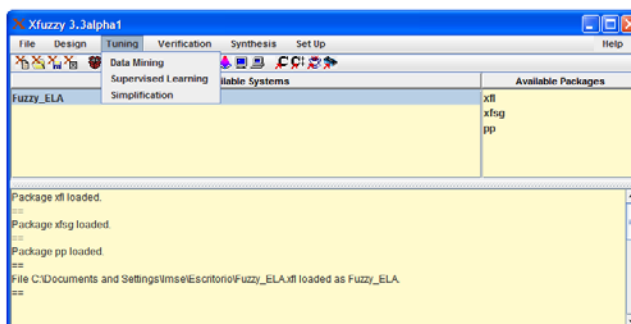 Xfuzzy 3.3alpha1
File Design Tuning Verification Synthesis Set Up Help
Data Mining
Supervised Learning
Simplification
ilable Systems
Available Packages
Fuzzy_ELA
xfl
xfsg
pp
Package xfl loaded.
==
Package xfsg loaded.
==
Package pp loaded.
==
File C:\Documents and Settings\Imse\Escritorio\Fuzzy_ELA.xfl loaded as Fuzzy_ELA.
==